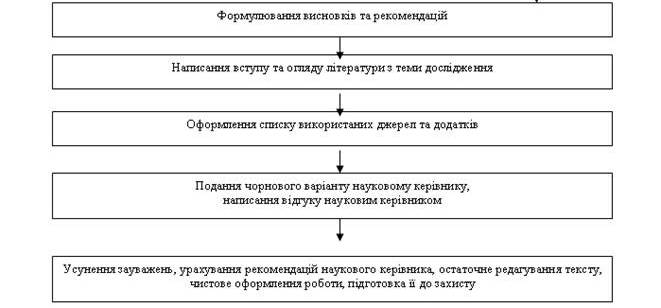 Формулювання висновків та рекомендацій
Написання вступу та огляду літератури з теми дослідження
Оформлення списку використаних джерел та додатків
Подання чорнового варіанту науковому керівнику,
написання відгуку науковим керівником
Усунення зауважень, урахування рекомендацій наукового керівника, остаточне редагування тексту,
чистове оформлення роботи, підготовка її до захисту